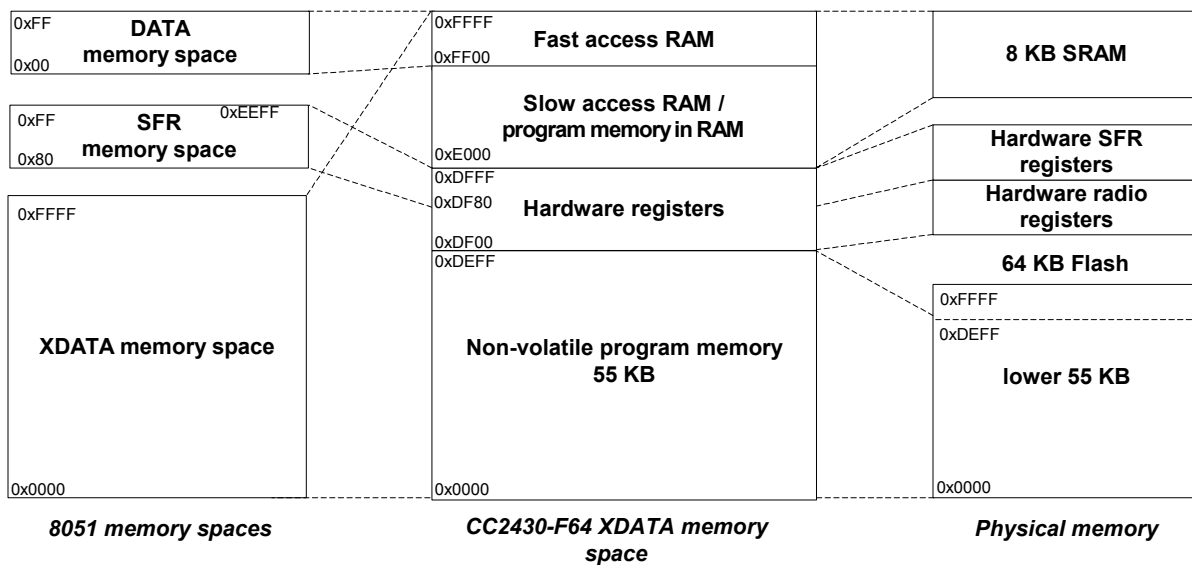 0xFF
DATA
memory space
0x00
0xFF
SFR
0xEEFF
memory space
0x80
0xFFFF
XDATA memory space
0x0000
8051 memory spaces
0xFFFF
Fast access RAM
0xFF00
Slow access RAM /
program memory in RAM
0xE000
0xDFFF
0xDF80
Hardware registers
0xDF00
0xDEFF
Non-volatile program memory
55 KB
0x0000
CC2430-F64 XDATA memory
space
8 KB SRAM
Hardware SFR
registers
Hardware radio
registers
64 KB Flash
0xFFFF
0xDEFF
lower 55 KB
0x0000
Physical memory